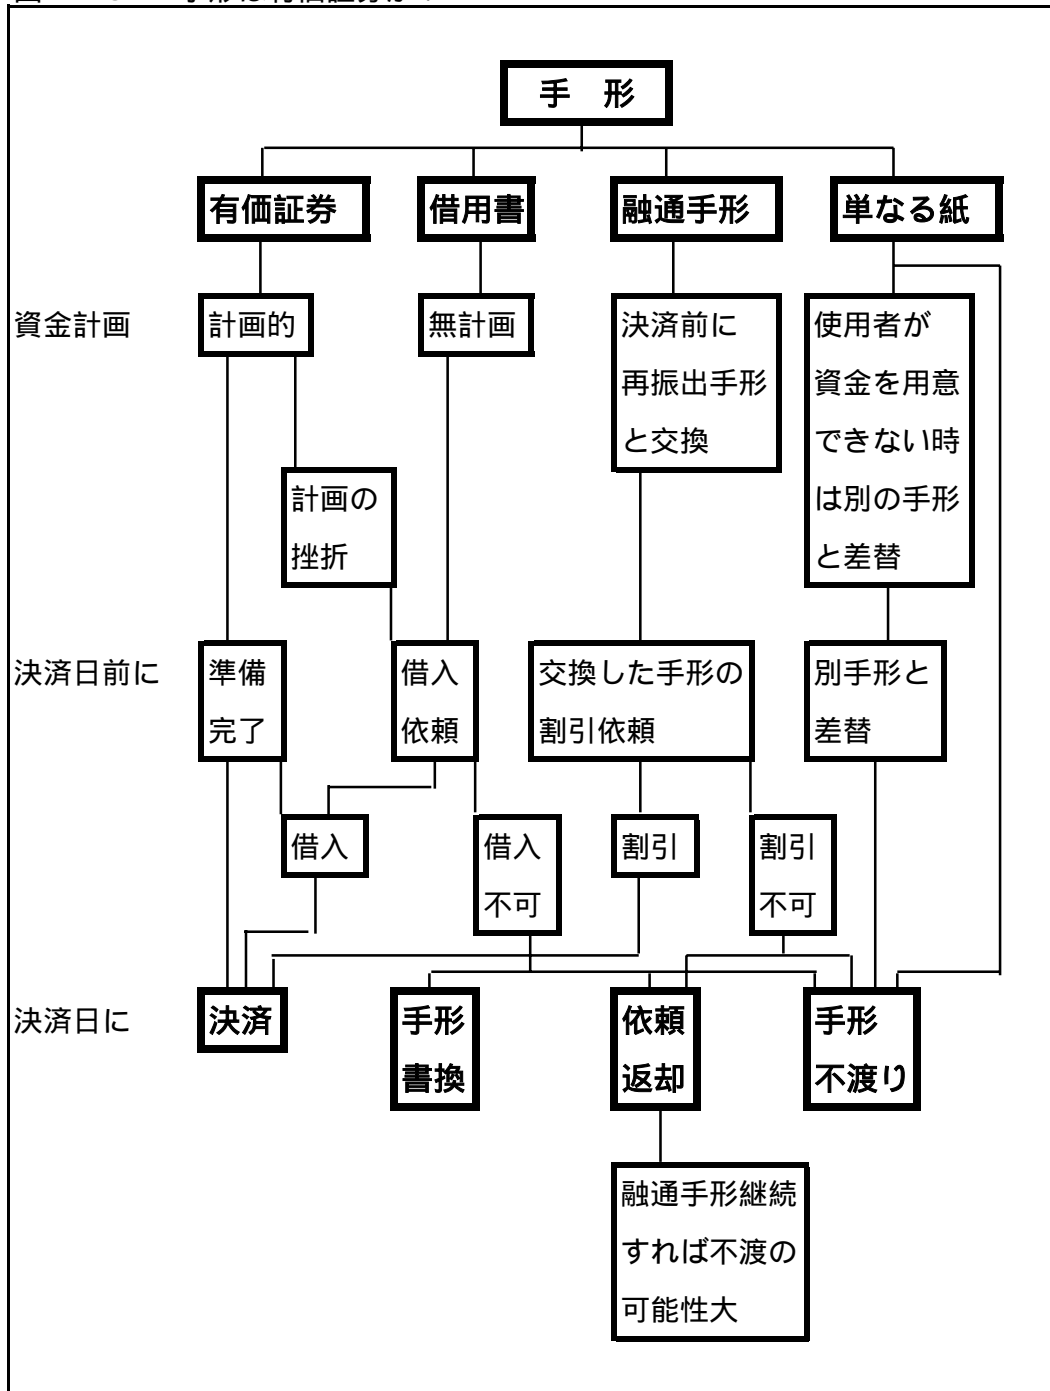 手 形
有価証券
借用書
融通手形
単なる紙
資金計画
計画的
無計画
決済前に
再振出手形
と交換
使用者が
資金を用意
できない時
は別の手形
と差替
計画の
挫折
決済日前に
準備
完了
借入
依頼
交換した手形の
割引依頼
別手形と
差替
借入
借入
不可
割引
割引
不可
決済日に
決済
手形
書換
依頼
返却
手形
不渡り
融通手形継続
すれば不渡の
可能性大